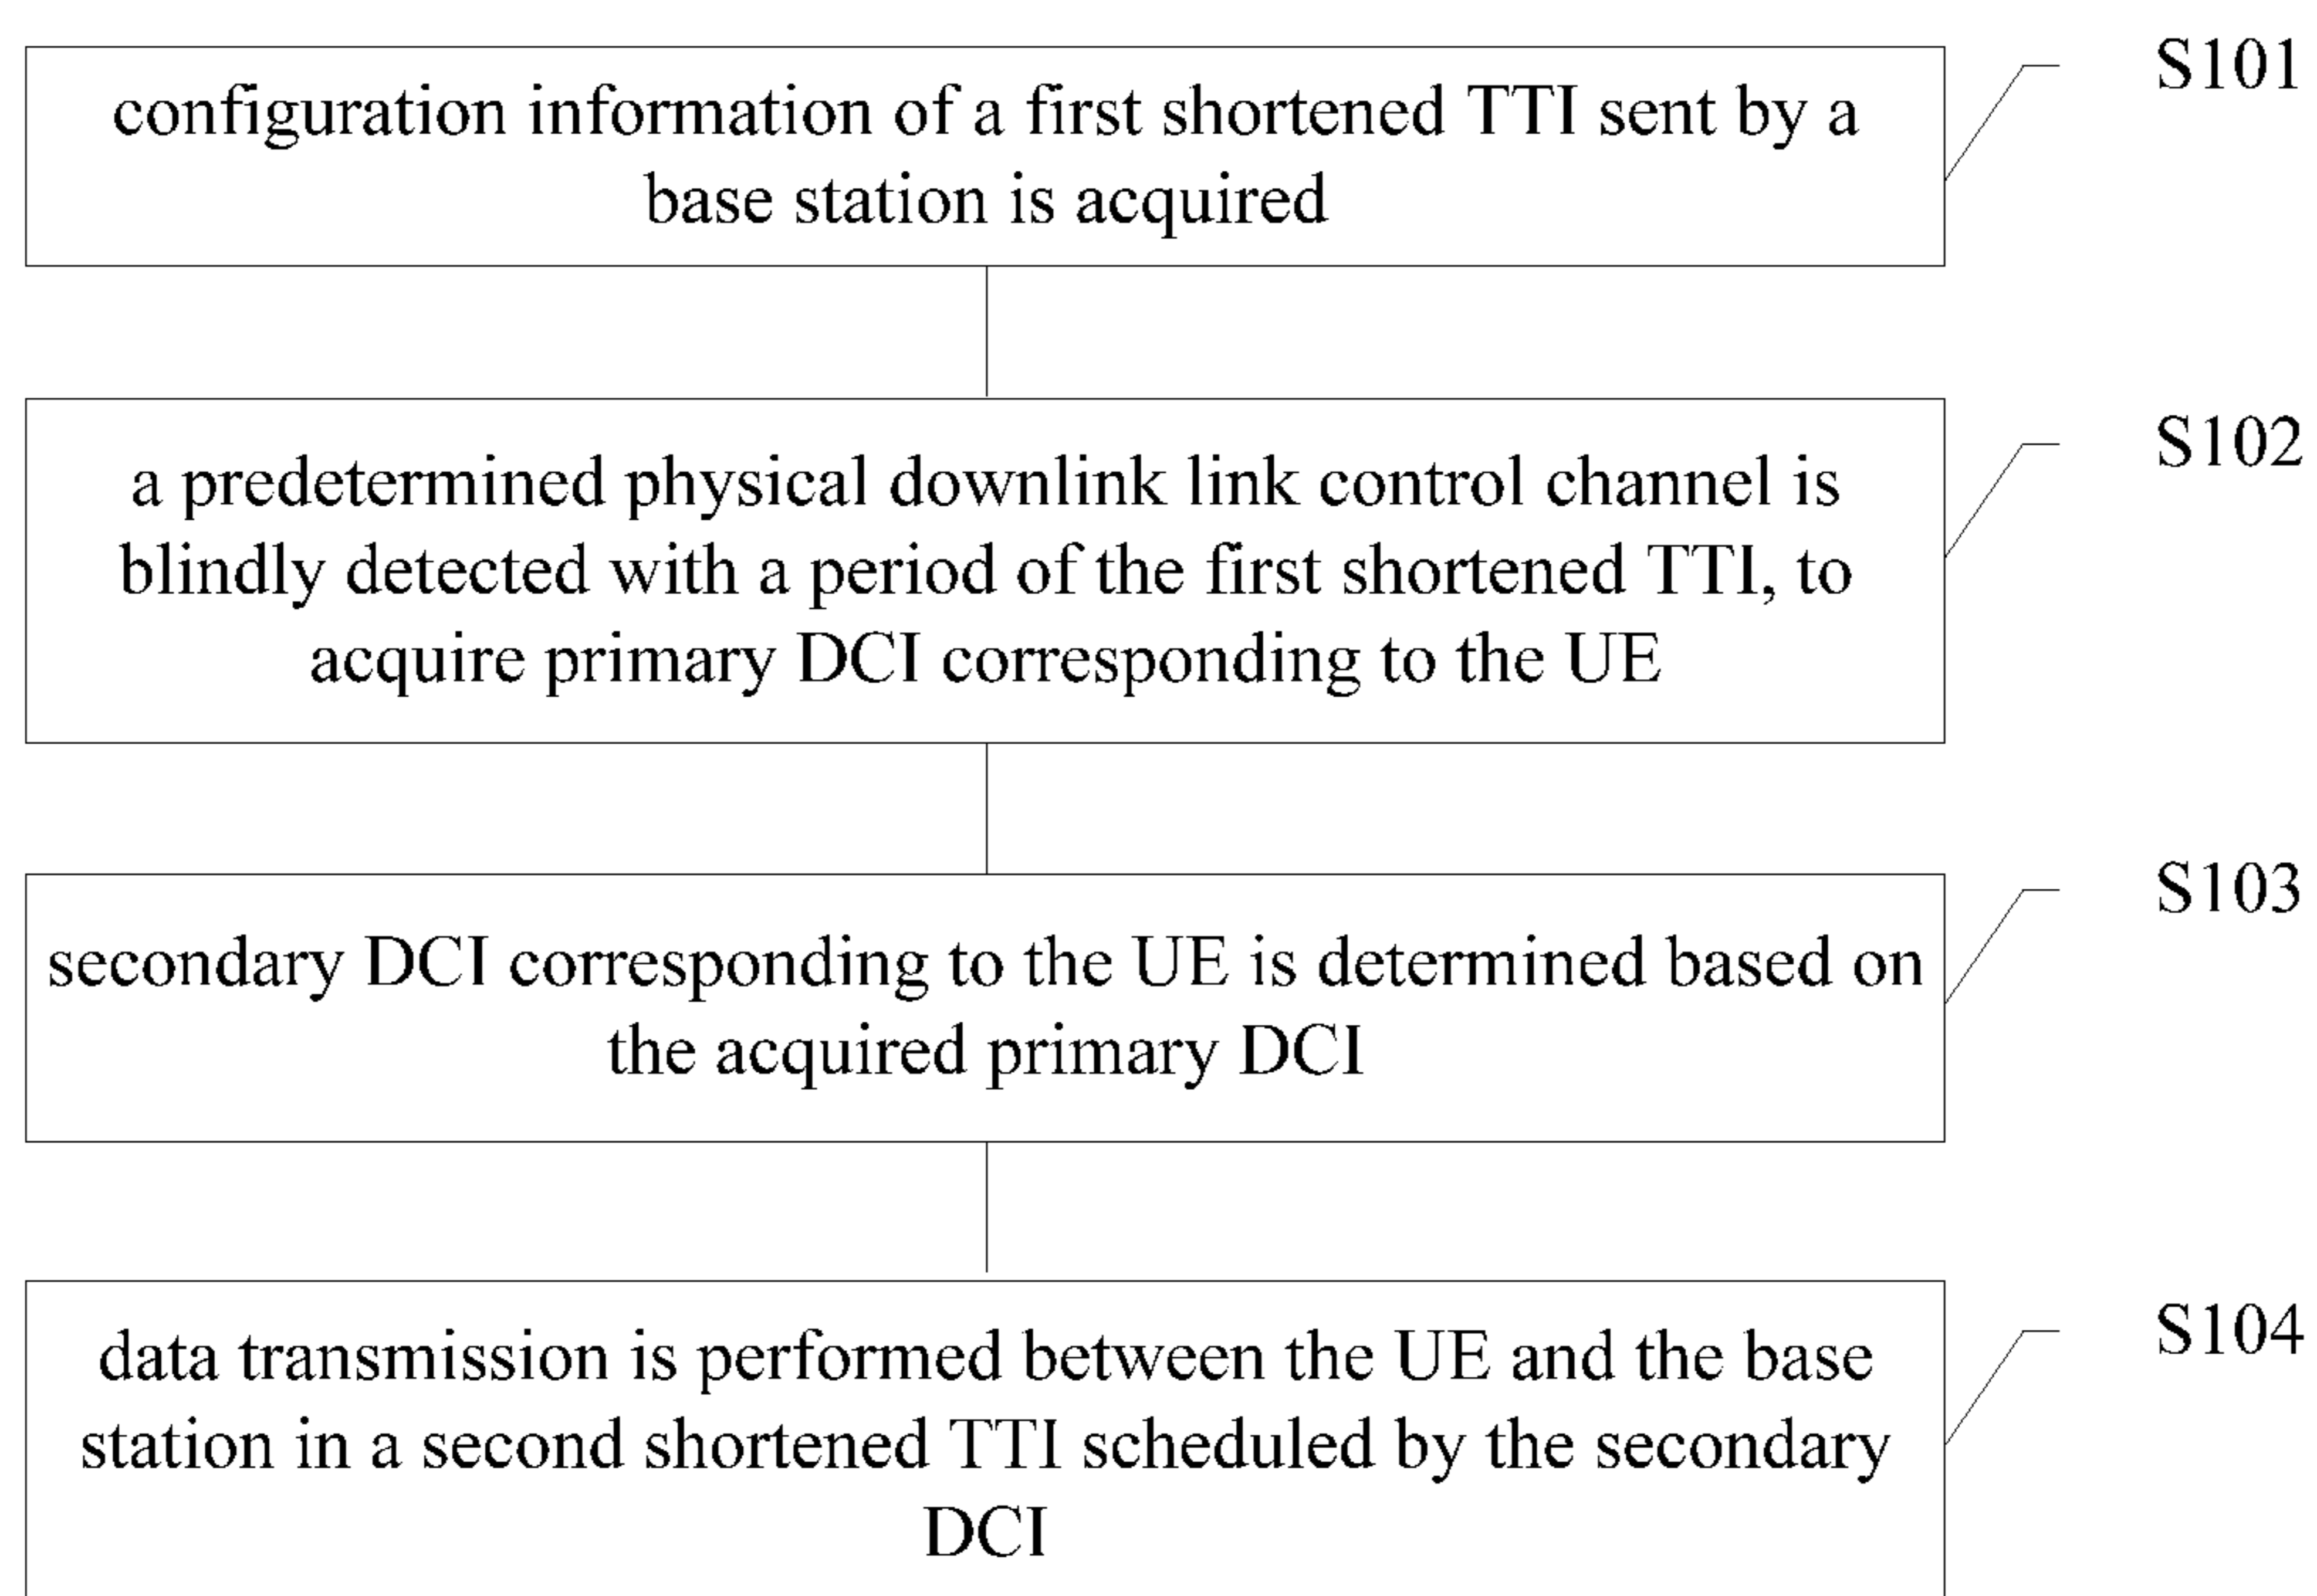 S101
configuration information of a first shortened TTI sent by a
base station is acquired
S102
a predetermined physical downlink link control channel is
blindly detected with a period of the first shortened TTI, to
acquire primary DCI corresponding to the UE
S103
secondary DCI corresponding to the UE is determined based on
the acquired primary DCI
S104
data transmission is performed between the UE and the base
station in a second shortened TTI scheduled by the secondary
DCI